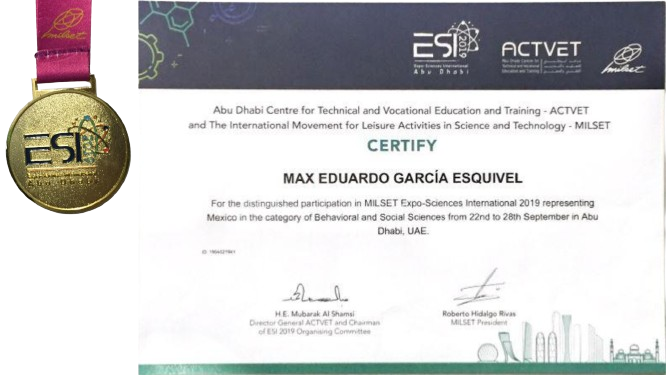 milset
ESI
Abu Dhabi
ESI 2019
Expo Sciences International
Abu Dhabi
ACTVET
milset
Abu Dhabi Centre for Technical and Vocational Education and Training - ACTVET
and The International Movement for Leisure Activities in Science and Technology - MILSET
CERTIFY
MAX EDUARDO GARCÍA ESQUIVEL
For the distinguished participation in MILSET Expo-Sciences International 2019 representing
Mexico in the category of Behavioral and Social Sciences from 22nd to 28th September in Abu
Dhabi, UAE.
H.E. Mubarak Al Shamsi
Director General ACTVET and Chairman
of ESI 2019 Organising Committee
Roberto Hidalgo Rivas
MILSET President